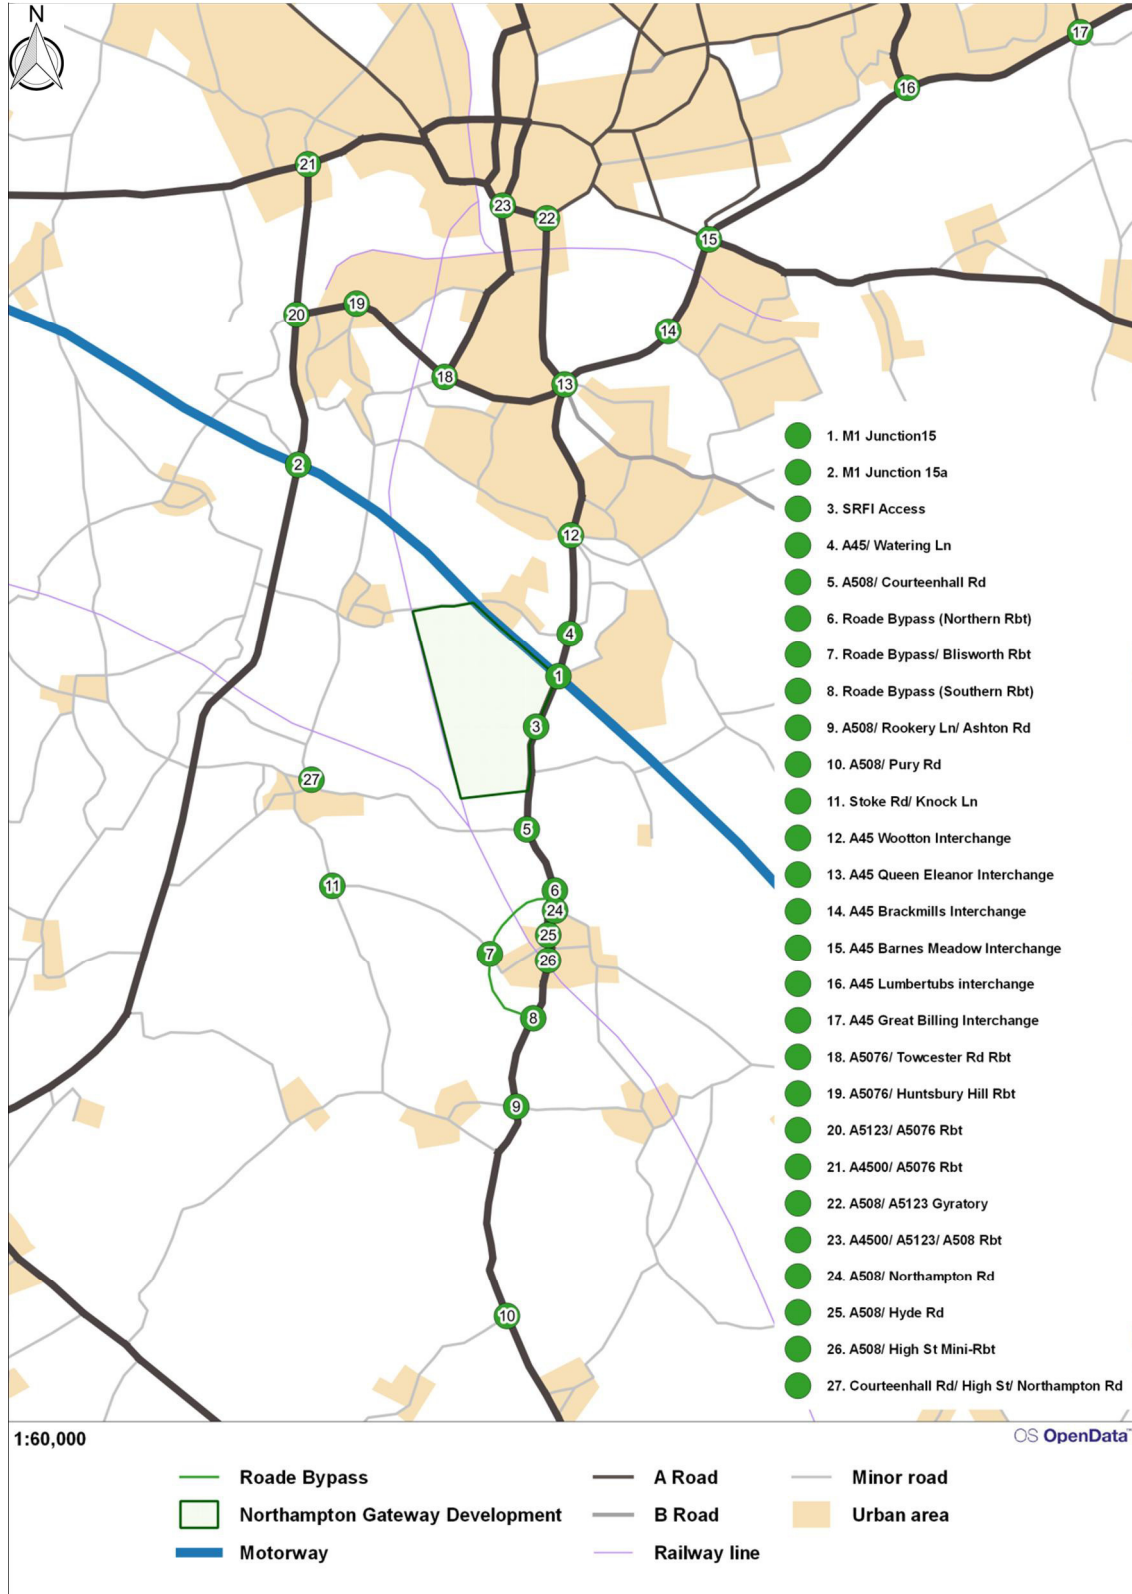 N
17
16
21
23
22
15
19
20
14
18
13
2
12
4
1
3
27
5
11
6
24
25
7
26
8
9
10
1. M1 Junction15
2. M1 Junction 15a
3. SRFI Access
4. A45/ Watering Ln
5. A508/ Courteenhall Rd
6. Roade Bypass (Northern Rbt)
7. Roade Bypass/ Blisworth Rbt
8. Roade Bypass (Southern Rbt)
9. A508/ Rookery Ln/ Ashton Rd
10. A508/ Pury Rd
11. Stoke Rd/ Knock Ln
12. A45 Wootton Interchange
13. A45 Queen Eleanor Interchange
14. A45 Brackmills Interchange
15. A45 Barnes Meadow Interchange
16. A45 Lumbertubs interchange
17. A45 Great Billing Interchange
18. A5076/ Towcester Rd Rbt
19. A5076/ Huntsbury Hill Rbt
20. A5123/ A5076 Rbt
21. A4500/ A5076 Rbt
22. A508/ A5123 Gyratory
23. A4500/ A5123/ A508 Rbt
24. A508/ Northampton Rd
25. A508/ Hyde Rd
26. A508/ High St Mini-Rbt
27. Courteenhall Rd/ High St/ Northampton Rd
1:60,000
OS OpenData™
Roade Bypass
A Road
Minor road
Northampton Gateway Development
B Road
Urban area
Motorway
Railway line